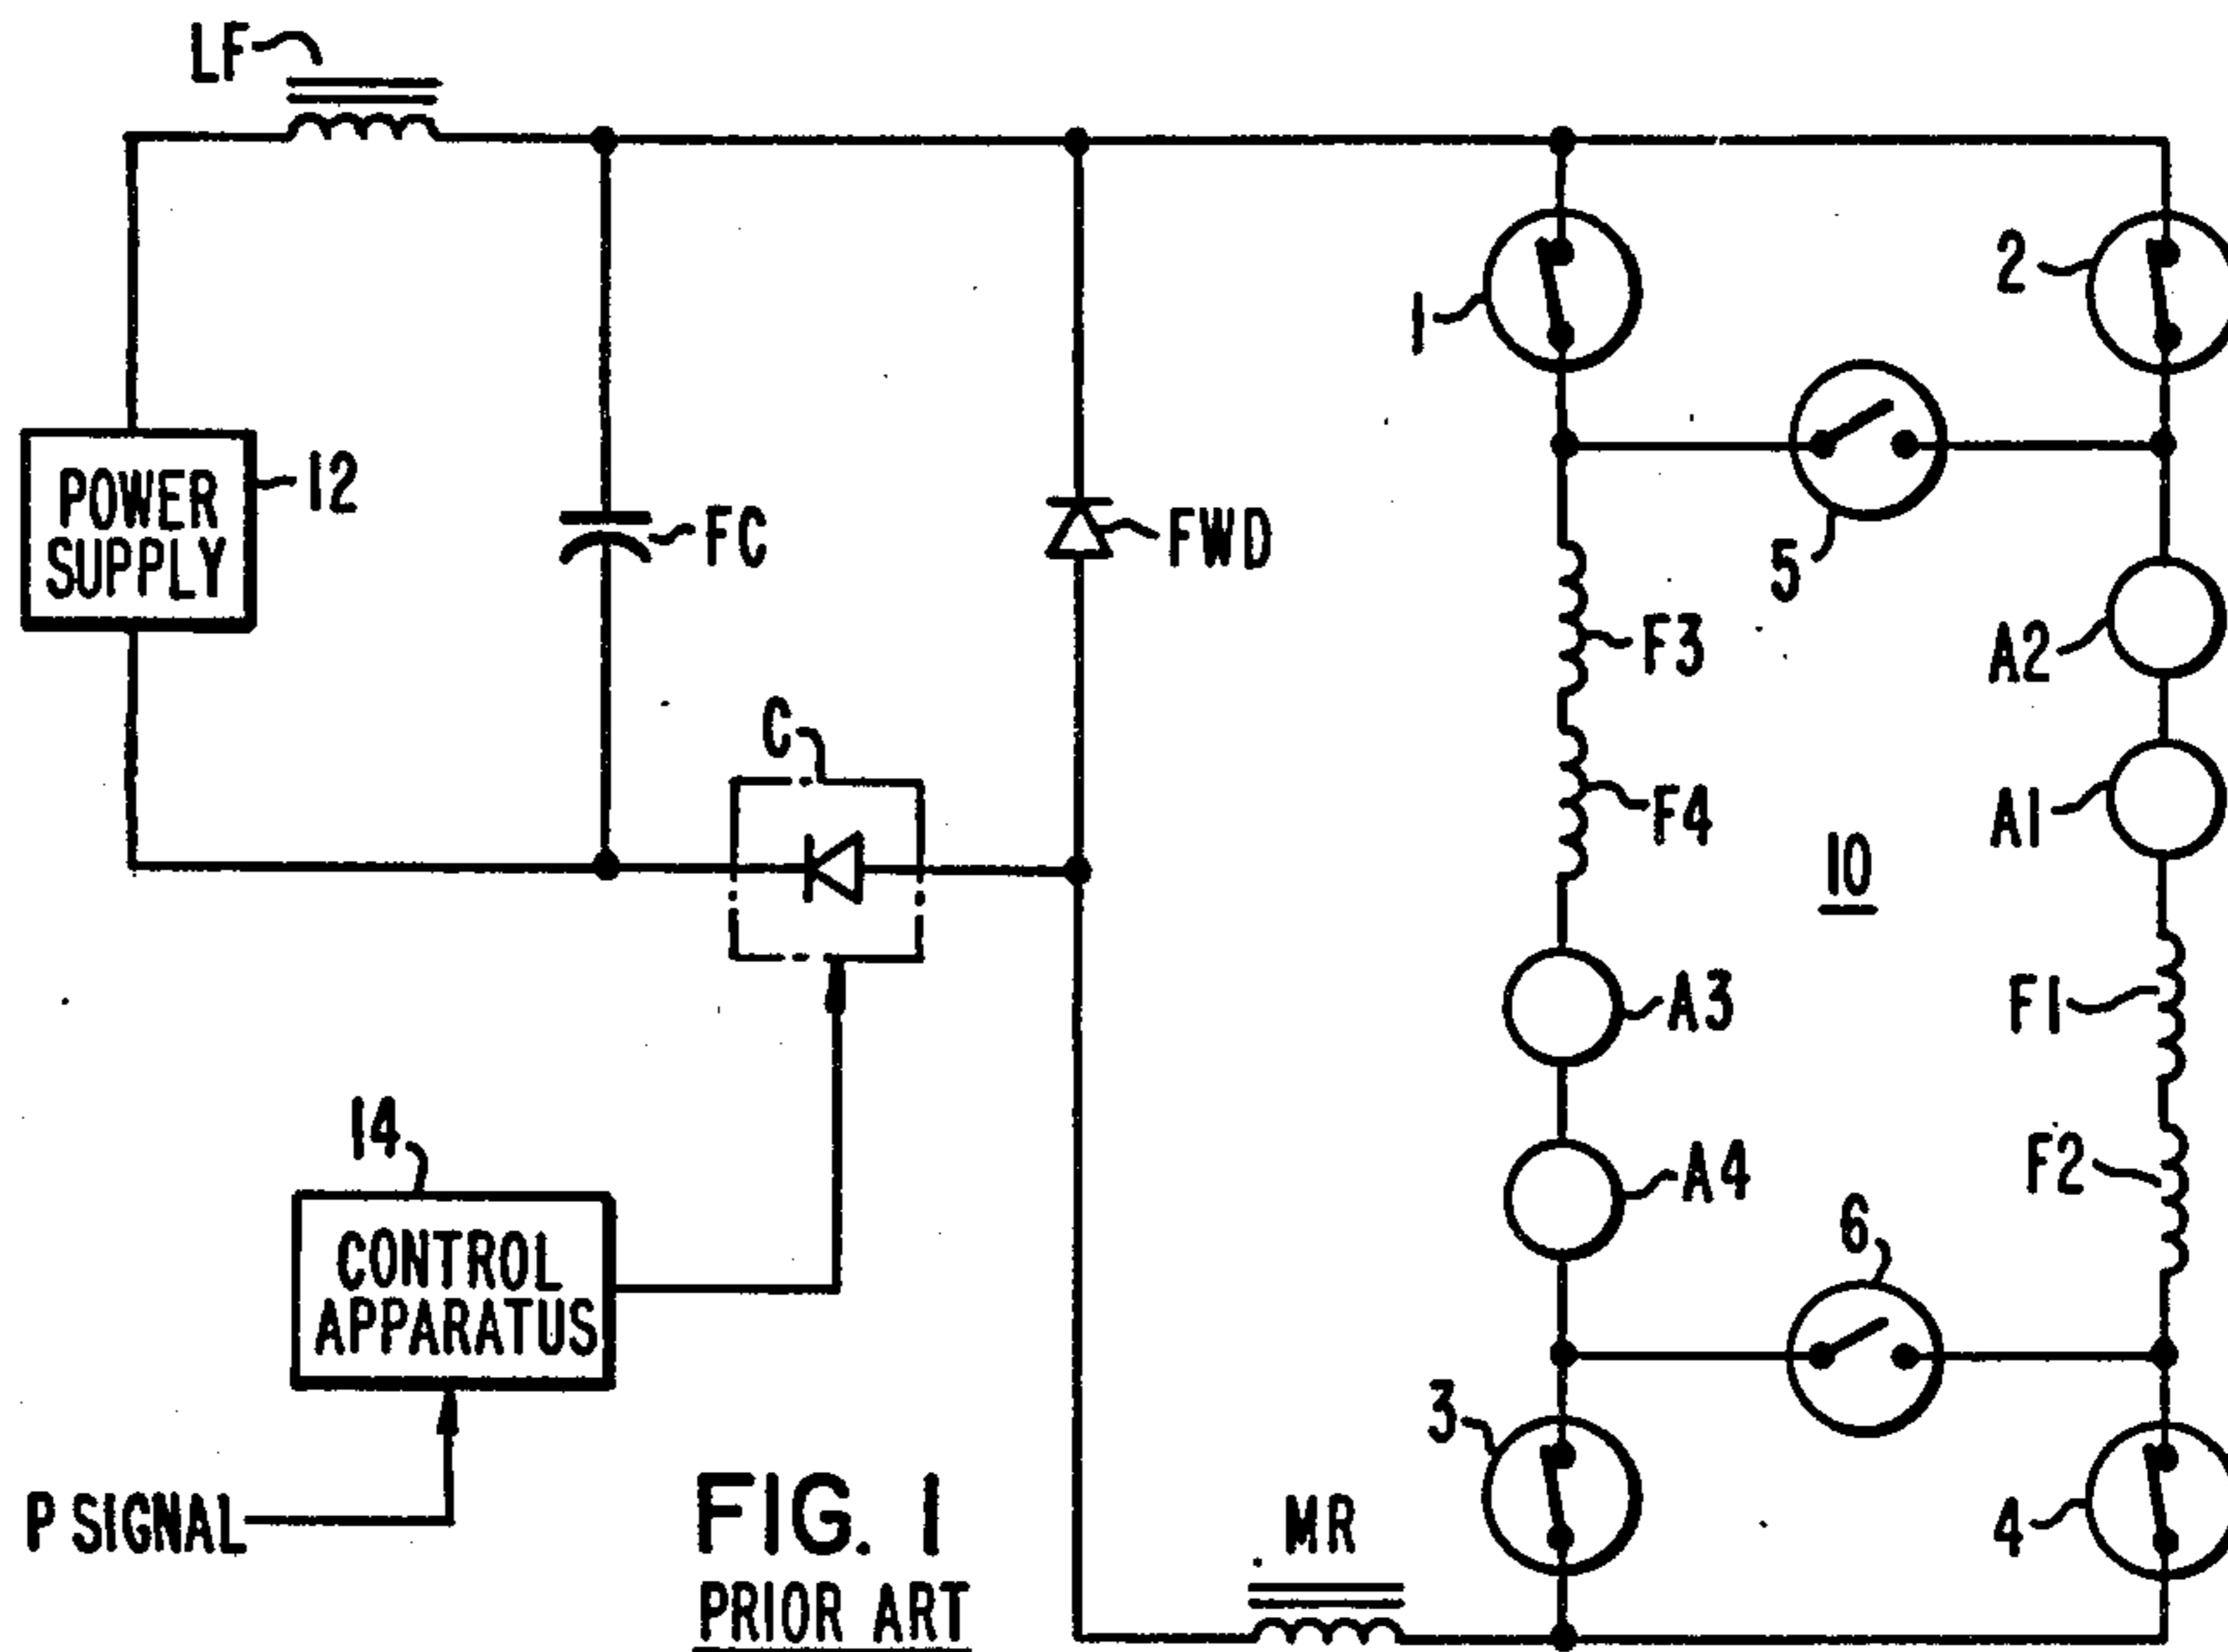 LF
POWER
SUPPLY
12
FC
FWD
C
1
2
5
F3
F4
A2
A1
10
A3
A4
F1
F2
6
3
4
14
CONTROL
APPARATUS
P SIGNAL
MR
FIG. 1
PRIOR ART